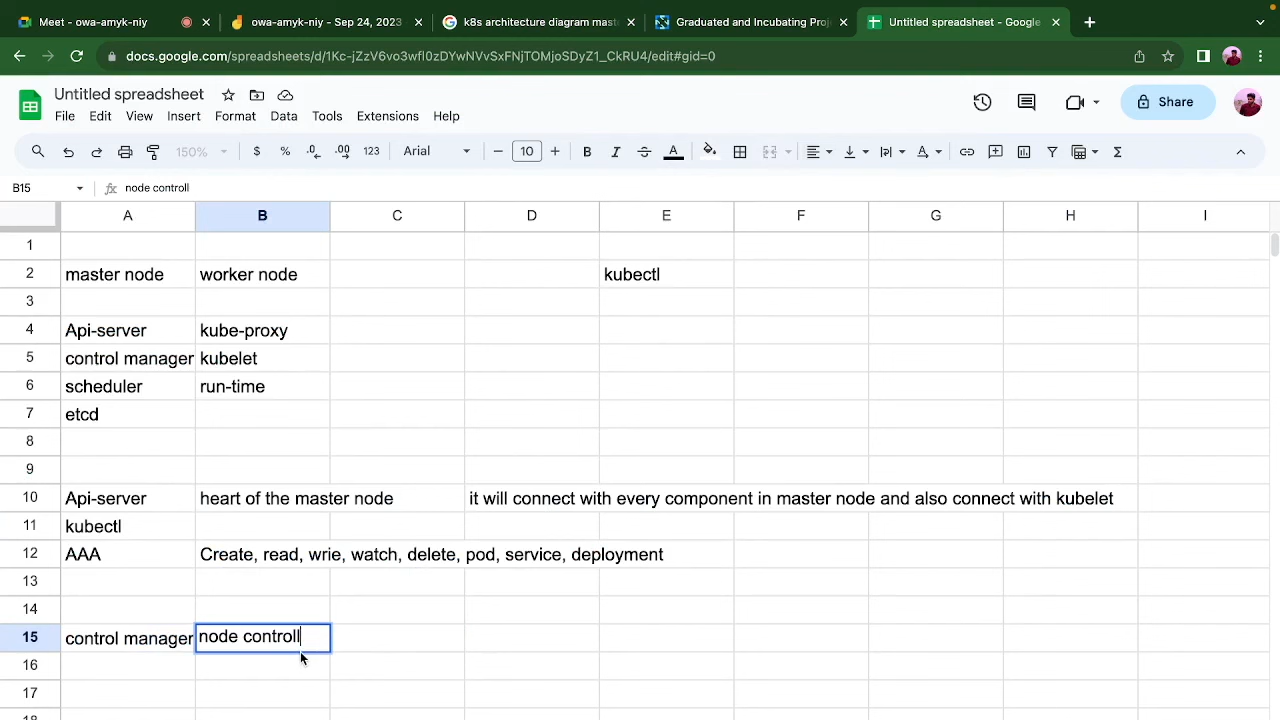 Meet - owa-amyk-niy
owa-amyk-niy - Sep 24, 2023
k8s architecture diagram mast
Graduated and Incubating Proj
Untitled spreadsheet - Google
docs.google.com/spreadsheets/d/1Kc-jZzV6vo3wfI0zDYwNVvSxFNjTOMjoSDyZ1_CkRU4/edit#gid=0
Untitled spreadsheet
File Edit View Insert Format Data Tools Extensions Help
Share
150% $ % .0 .00 123 Arial 10 B I S A Σ
B15 fx node controll
A B C D E F G H I
1
2 master node worker node kubectl
3
4 Api-server kube-proxy
5 control manager kubelet
6 scheduler run-time
7 etcd
8
9
10 Api-server heart of the master node it will connect with every component in master node and also connect with kubelet
11 kubectl
12 AAA Create, read, wrie, watch, delete, pod, service, deployment
13
14
15 control manager node controll
16
17
18